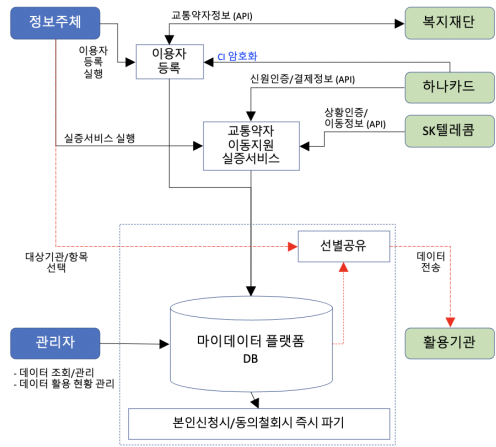 정보주체
교통약자정보 (API)
복지재단
이용자
등록
실행
이용자
등록
CI 암호화
신원인증/결제정보 (API)
하나카드
상황인증/
이동정보 (API)
SK텔레콤
실증서비스 실행
교통약자
이동지원
실증서비스
대상기관/항목
선택
선별공유
데이터
전송
관리자
- 데이터 조회/관리
- 데이터 활용 현황 관리
마이데이터 플랫폼
DB
활용기관
본인신청시/동의철회시 즉시 파기